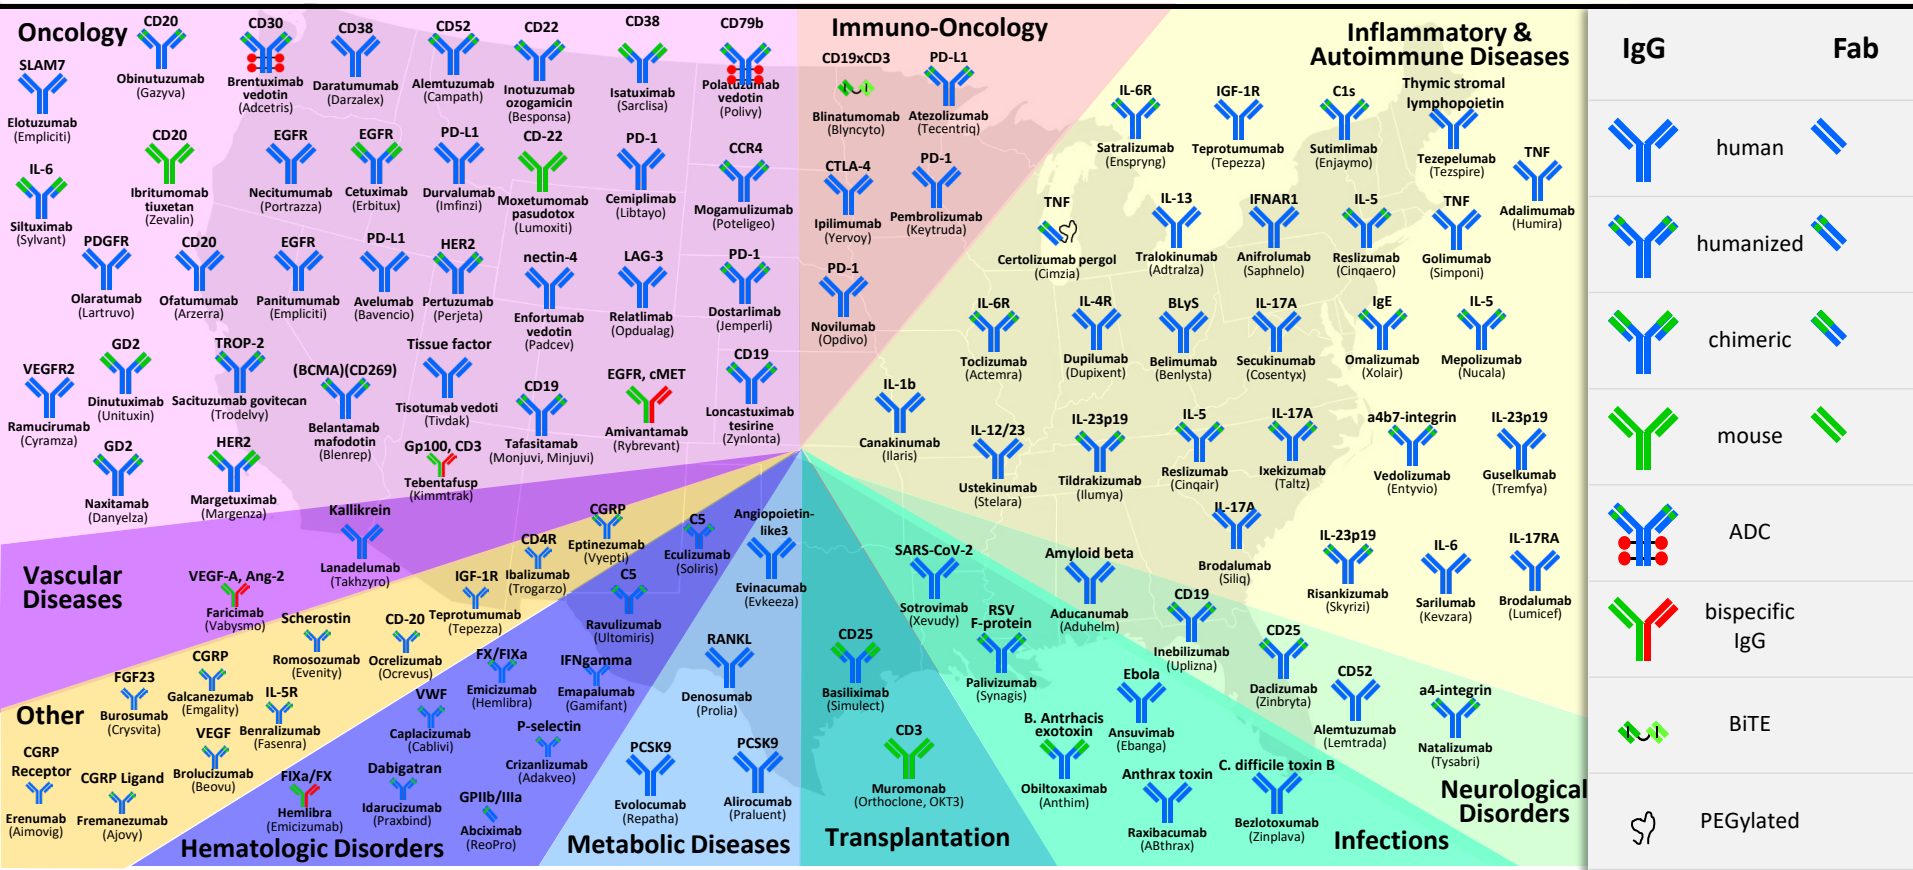 Oncology
CD20
Obinutuzumab
(Gazyva)
CD30
Brentuximab
vedotin
(Adcetris)
CD38
Daratumumab
(Darzalex)
CD52
Alemtuzumab
(Campath)
CD22
Inotuzumab
ozogamicin
(Besponsa)
CD38
Isatuximab
(Sarclisa)
CD79b
Polatuzumab
vedotin
(Polivy)
SLAM7
Elotuzumab
(Empliciti)
CD20
Ibritumomab
tiuxetan
(Zevalin)
EGFR
Necitumumab
(Portrazza)
EGFR
Cetuximab
(Erbitux)
PD-L1
Durvalumab
(Imfinzi)
CD-22
Moxetumomab
pasudotox
(Lumoxiti)
PD-1
Cemiplimab
(Libtayo)
CCR4
Mogamulizumab
(Poteligeo)
IL-6
Siltuximab
(Sylvant)
PDGFR
Olaratumab
(Lartruvo)
CD20
Ofatumumab
(Arzerra)
EGFR
Panitumumab
(Empliciti)
PD-L1
Avelumab
(Bavencio)
HER2
Pertuzumab
(Perjeta)
nectin-4
Enfortumab
vedotin
(Padcev)
LAG-3
Relatlimab
(Opdualag)
PD-1
Dostarlimab
(Jemperli)
VEGFR2
Ramucirumab
(Cyramza)
GD2
Dinutuximab
(Unituxin)
TROP-2
Sacituzumab govitecan
(Trodelvy)
(BCMA)(CD269)
Belantamab
mafodotin
(Blenrep)
Tissue factor
Tisotumab vedoti
(Tivdak)
CD19
Tafasitamab
(Monjuvi, Minjuvi)
EGFR, cMET
Amivantamab
(Rybrevant)
CD19
Loncastuximab
tesirine
(Zynlonta)
GD2
Naxitamab
(Danyelza)
HER2
Margetuximab
(Margenza)
Gp100, CD3
Tebentafusp
(Kimmtrak)
Immuno-Oncology
CD19xCD3
Blinatumomab
(Blyncyto)
PD-L1
Atezolizumab
(Tecentriq)
CTLA-4
Ipilimumab
(Yervoy)
PD-1
Pembrolizumab
(Keytruda)
PD-1
Novilumab
(Opdivo)
Inflammatory &
Autoimmune Diseases
IL-6R
Satralizumab
(Enspryng)
IGF-1R
Teprotumumab
(Tepezza)
C1s
Sutimlimab
(Enjaymo)
Thymic stromal
lymphopoietin
Tezepelumab
(Tezspire)
TNF
Adalimumab
(Humira)
TNF
Certolizumab pergol
(Cimzia)
IL-13
Tralokinumab
(Adtralza)
IFNAR1
Anifrolumab
(Saphnelo)
IL-5
Reslizumab
(Cinqaero)
TNF
Golimumab
(Simponi)
IL-6R
Toclizumab
(Actemra)
IL-4R
Dupilumab
(Dupixent)
BLyS
Belimumab
(Benlysta)
IL-17A
Secukinumab
(Cosentyx)
IgE
Omalizumab
(Xolair)
IL-5
Mepolizumab
(Nucala)
IL-1b
Canakinumab
(Ilaris)
IL-12/23
Ustekinumab
(Stelara)
IL-23p19
Tildrakizumab
(Ilumya)
IL-5
Reslizumab
(Cinqair)
IL-17A
Ixekizumab
(Taltz)
a4b7-integrin
Vedolizumab
(Entyvio)
IL-23p19
Guselkumab
(Tremfya)
IL-17A
Brodalumab
(Siliq)
IL-23p19
Risankizumab
(Skyrizi)
IL-6
Sarilumab
(Kevzara)
IL-17RA
Brodalumab
(Lumicef)
Vascular
Diseases
Kallikrein
Lanadelumab
(Takhzyro)
VEGF-A, Ang-2
Faricimab
(Vabysmo)
Other
CGRP
Eptinezumab
(Vyepti)
CD4R
Ibalizumab
(Trogarzo)
IGF-1R
Teprotumumab
(Tepezza)
Scherostin
Romosozumab
(Evenity)
CD-20
Ocrelizumab
(Ocrevus)
FGF23
Burosumab
(Crysvita)
CGRP
Galcanezumab
(Emgality)
IL-5R
Benralizumab
(Fasenra)
VEGF
Brolucizumab
(Beovu)
CGRP
Receptor
Erenumab
(Aimovig)
CGRP Ligand
Fremanezumab
(Ajovy)
Hematologic Disorders
C5
Eculizumab
(Soliris)
C5
Ravulizumab
(Ultomiris)
FX/FIXa
Emicizumab
(Hemlibra)
IFNgamma
Emapalumab
(Gamifant)
VWF
Caplacizumab
(Cablivi)
P-selectin
Crizanlizumab
(Adakveo)
FIXa/FX
Hemlibra
(Emicizumab)
Dabigatran
Idarucizumab
(Praxbind)
GPIIb/IIIa
Abciximab
(ReoPro)
Metabolic Diseases
Angiopoietin-
like3
Evinacumab
(Evkeeza)
RANKL
Denosumab
(Prolia)
PCSK9
Evolocumab
(Repatha)
PCSK9
Alirocumab
(Praluent)
Transplantation
CD25
Basiliximab
(Simulect)
CD3
Muromonab
(Orthoclone, OKT3)
Infections
SARS-CoV-2
Sotrovimab
(Xevudy)
RSV
F-protein
Palivizumab
(Synagis)
Ebola
Ansuvimab
(Ebanga)
B. Antrhacis
exotoxin
Obiltoxaximab
(Anthim)
Anthrax toxin
Raxibacumab
(ABthrax)
C. difficile toxin B
Bezlotoxumab
(Zinplava)
Neurological
Disorders
Amyloid beta
Aducanumab
(Aduhelm)
CD19
Inebilizumab
(Uplizna)
CD25
Daclizumab
(Zinbryta)
CD52
Alemtuzumab
(Lemtrada)
a4-integrin
Natalizumab
(Tysabri)
IgG
Fab
human
humanized
chimeric
mouse
ADC
bispecific
IgG
BiTE
PEGylated